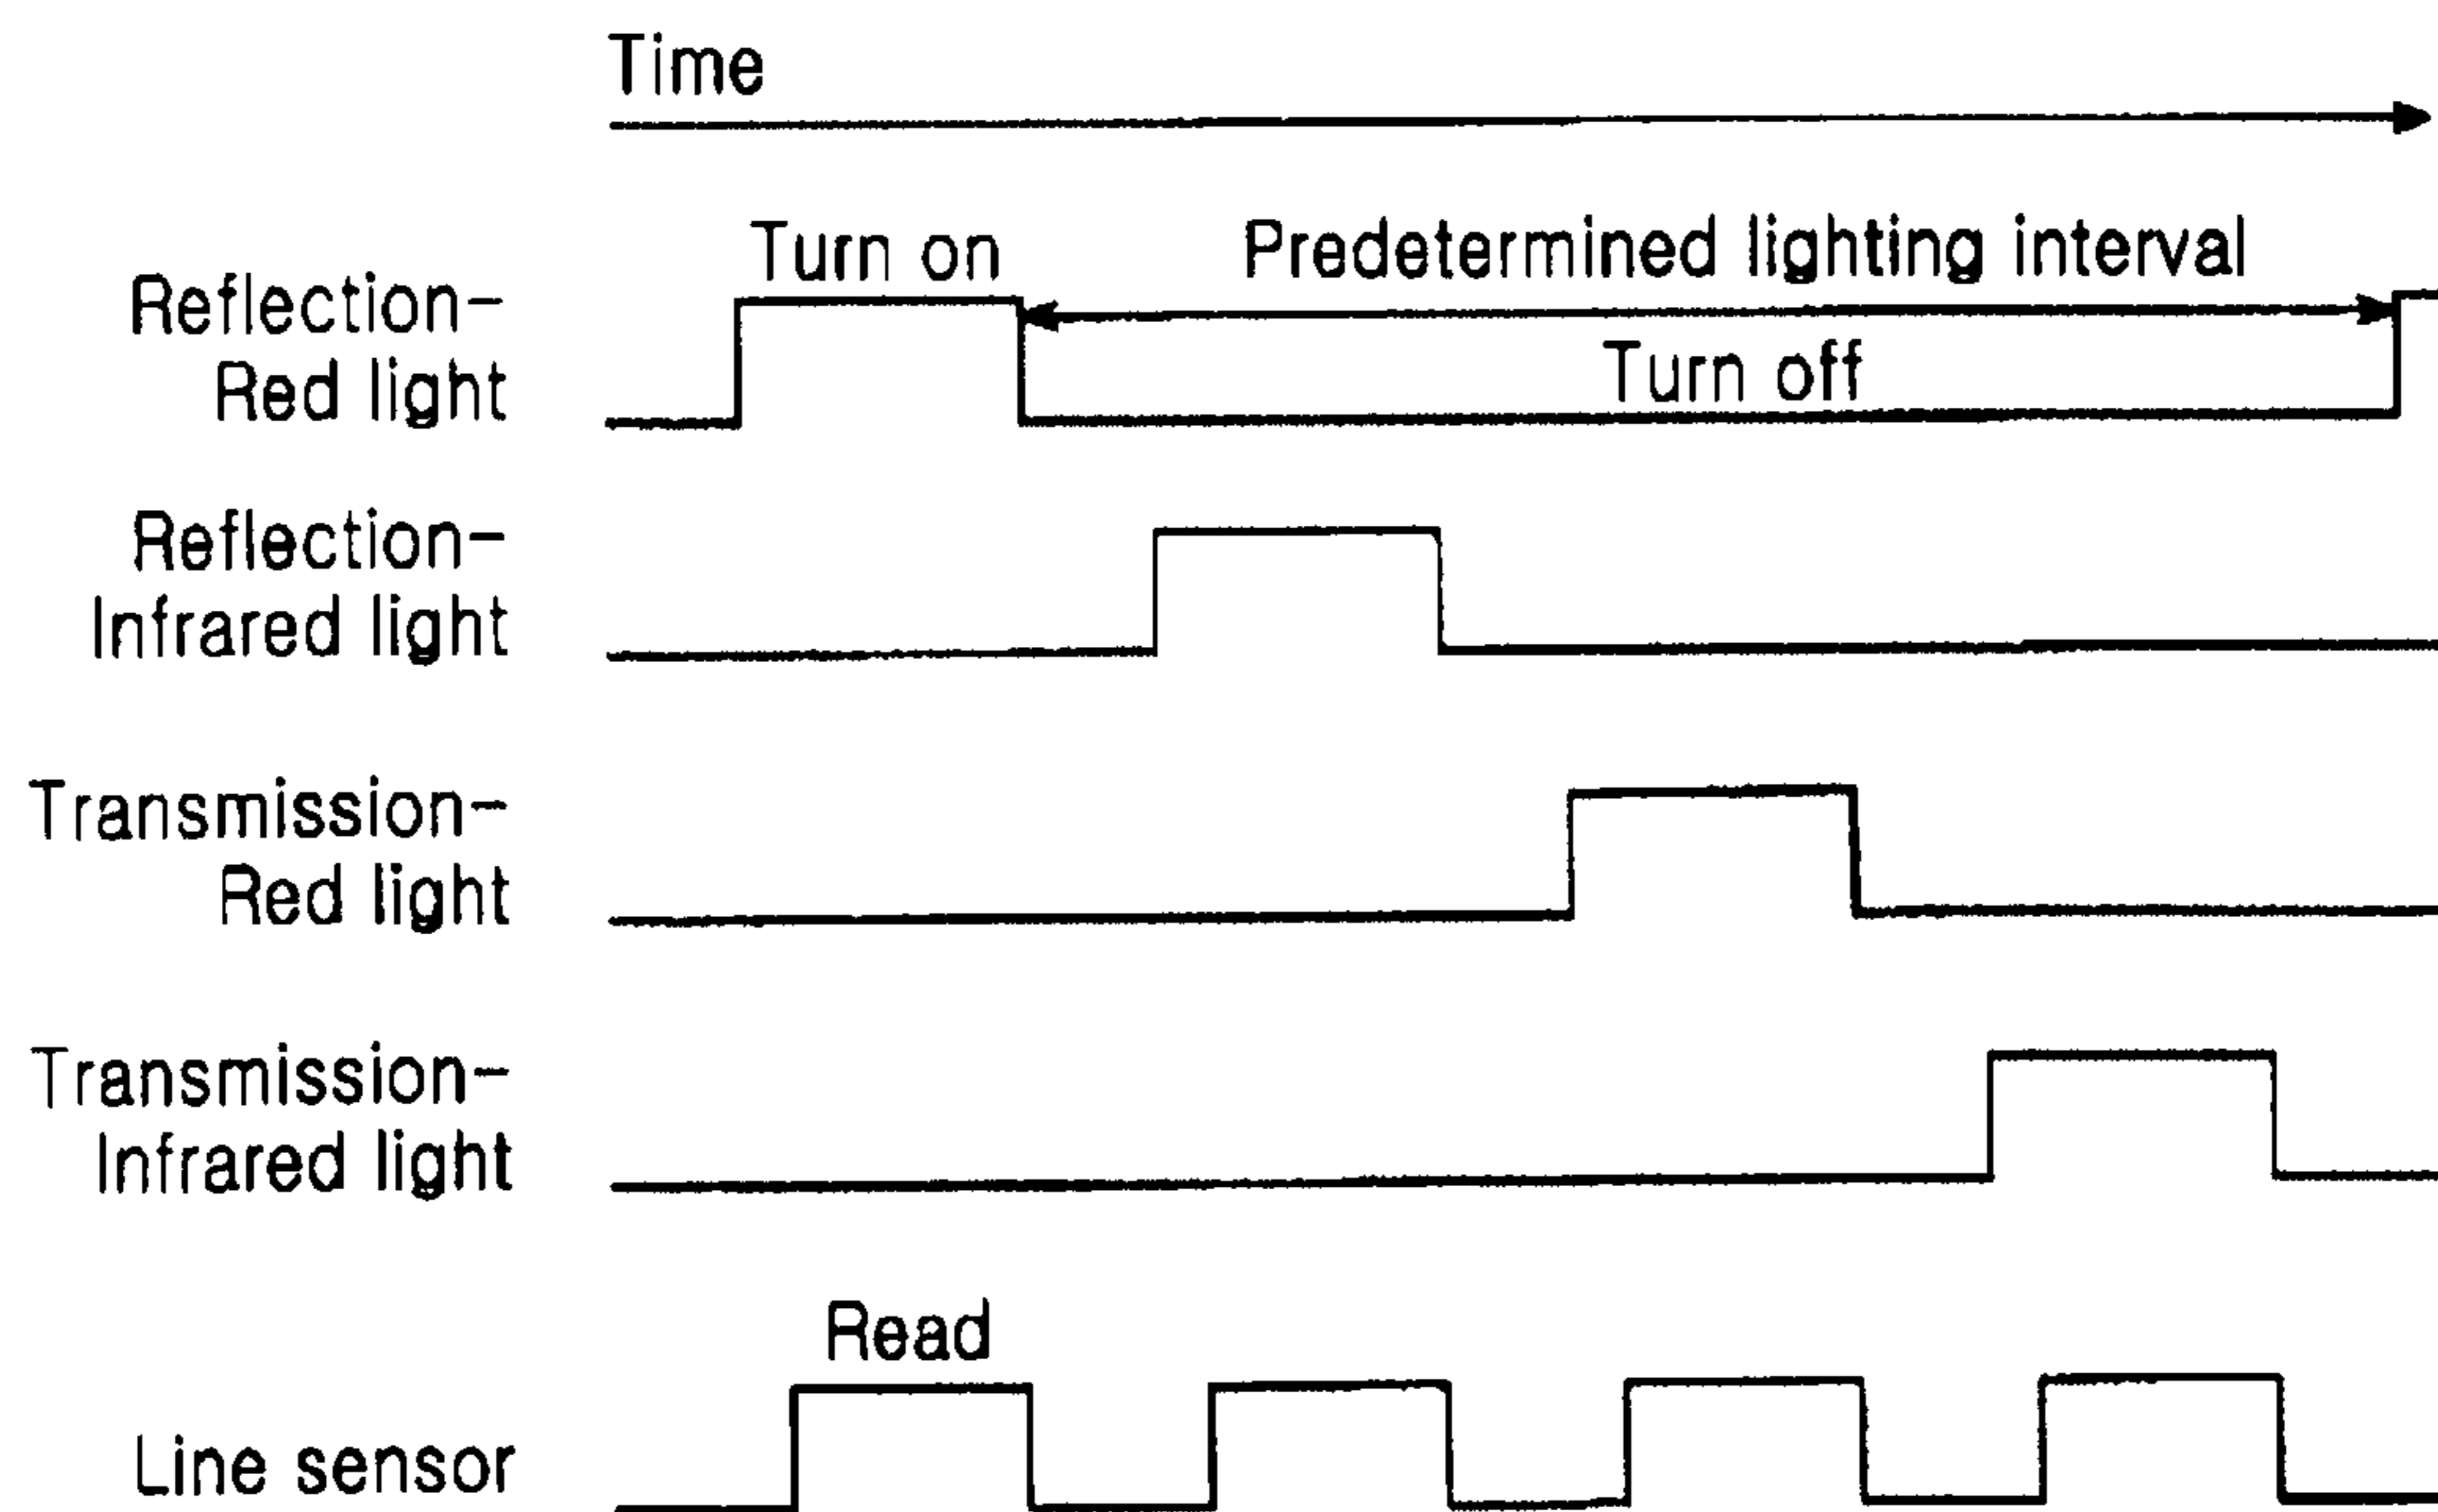 Time
Turn on
Predetermined lighting interval
Reflection-
Red light
Turn off
Reflection-
Infrared light
Transmission-
Red light
Transmission-
Infrared light
Read
Line sensor